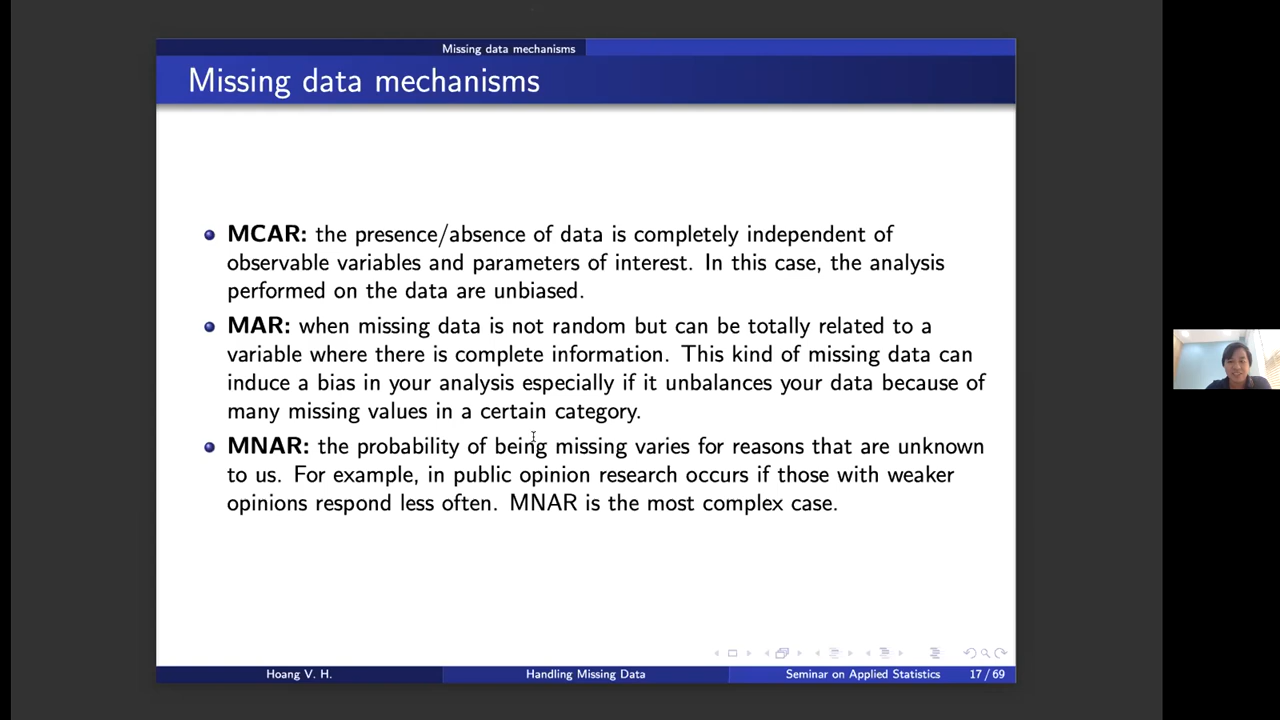 Missing data mechanisms
Missing data mechanisms
MCAR: the presence/absence of data is completely independent of
observable variables and parameters of interest. In this case, the analysis
performed on the data are unbiased.
MAR: when missing data is not random but can be totally related to a
variable where there is complete information. This kind of missing data can
induce a bias in your analysis especially if it unbalances your data because of
many missing values in a certain category.
MNAR: the probability of being missing varies for reasons that are unknown
to us. For example, in public opinion research occurs if those with weaker
opinions respond less often. MNAR is the most complex case.
Hoang V. H.
Handling Missing Data
Seminar on Applied Statistics
17 / 69